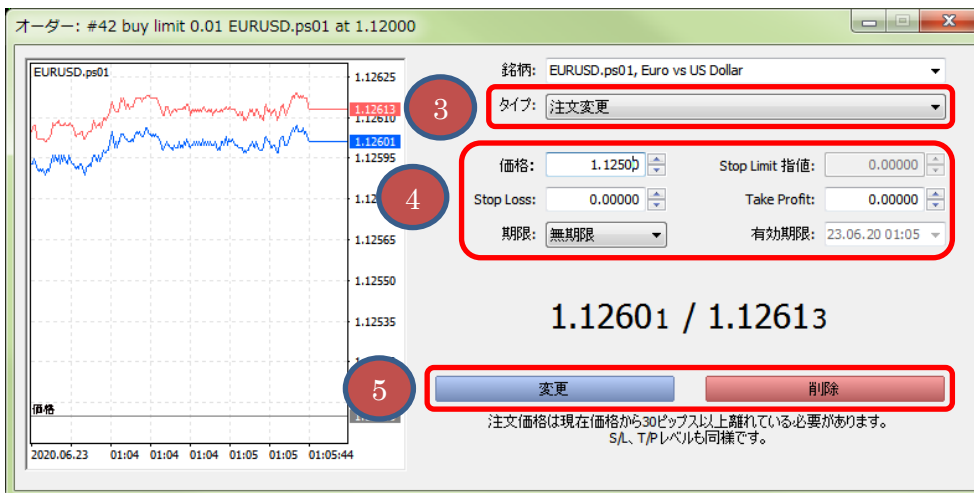 オーダー: #42 buy limit 0.01 EURUSD.ps01 at 1.12000
EURUSD.ps01
1.12625
1.12613
1.12610
1.12601
1.12595
1.12565
1.12550
1.12535
価格
2020.06.23 01:04 01:04 01:04 01:05 01:05 01:05:44
銘柄: EURUSD.ps01, Euro vs US Dollar
3
タイプ: 注文変更
4
価格: 1.12500 Stop Limit 指値: 0.00000
Stop Loss: 0.00000 Take Profit: 0.00000
期限: 無期限 有効期限: 23.06.20 01:05
1.12601 / 1.12613
5
変更 削除
注文価格は現在価格から30ピップス以上離れている必要があります。
S/L、T/Pレベルも同様です。